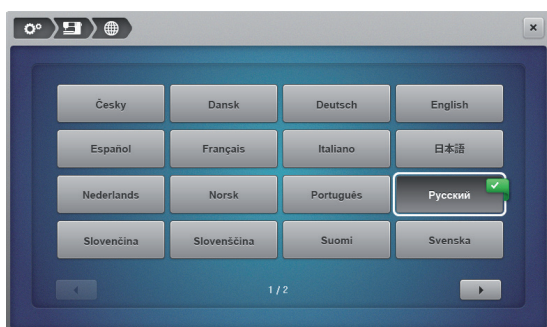 Česky Dansk Deutsch English
Español Français Italiano 日本語
Nederlands Norsk Português Русский
Slovenčina Slovenščina Suomi Svenska
1 / 2